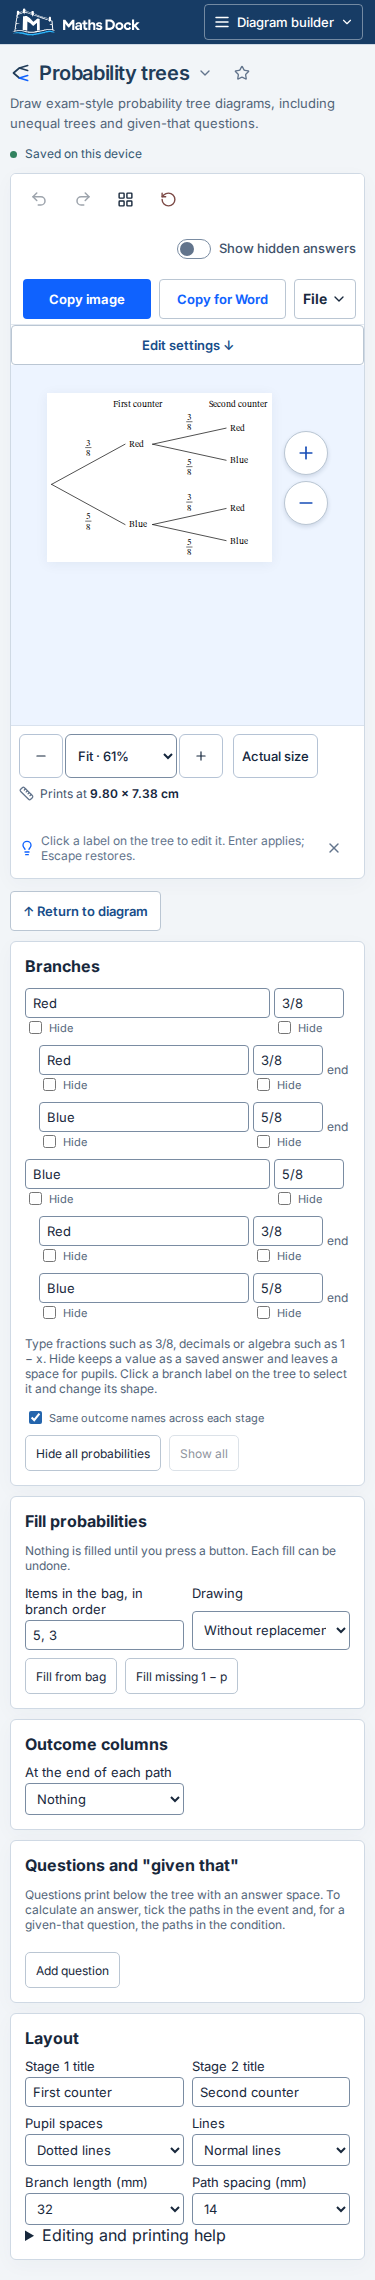 Maths Dock
Diagram builder
Probability trees
Draw exam-style probability tree diagrams, including
unequal trees and given-that questions.
Saved on this device
Show hidden answers
Copy image
Copy for Word
File
Edit settings ↓
First counter
Second counter
3/8
Red
3/8
Red
5/8
Blue
5/8
Blue
3/8
Red
5/8
Blue
+
−
−
Fit · 61%
+
Actual size
Prints at 9.80 × 7.38 cm
Click a label on the tree to edit it. Enter applies;
Escape restores.
↑ Return to diagram
Branches
Red
3/8
Hide
Hide
Red
3/8
end
Hide
Hide
Blue
5/8
end
Hide
Hide
Blue
5/8
Hide
Hide
Red
3/8
end
Hide
Hide
Blue
5/8
end
Hide
Hide
Type fractions such as 3/8, decimals or algebra such as 1
− x. Hide keeps a value as a saved answer and leaves a
space for pupils. Click a branch label on the tree to select
it and change its shape.
Same outcome names across each stage
Hide all probabilities
Show all
Fill probabilities
Nothing is filled until you press a button. Each fill can be
undone.
Items in the bag, in
branch order
Drawing
5, 3
Without replacemer
Fill from bag
Fill missing 1 − p
Outcome columns
At the end of each path
Nothing
Questions and "given that"
Questions print below the tree with an answer space. To
calculate an answer, tick the paths in the event and, for a
given-that question, the paths in the condition.
Add question
Layout
Stage 1 title
Stage 2 title
First counter
Second counter
Pupil spaces
Lines
Dotted lines
Normal lines
Branch length (mm)
Path spacing (mm)
32
14
Editing and printing help